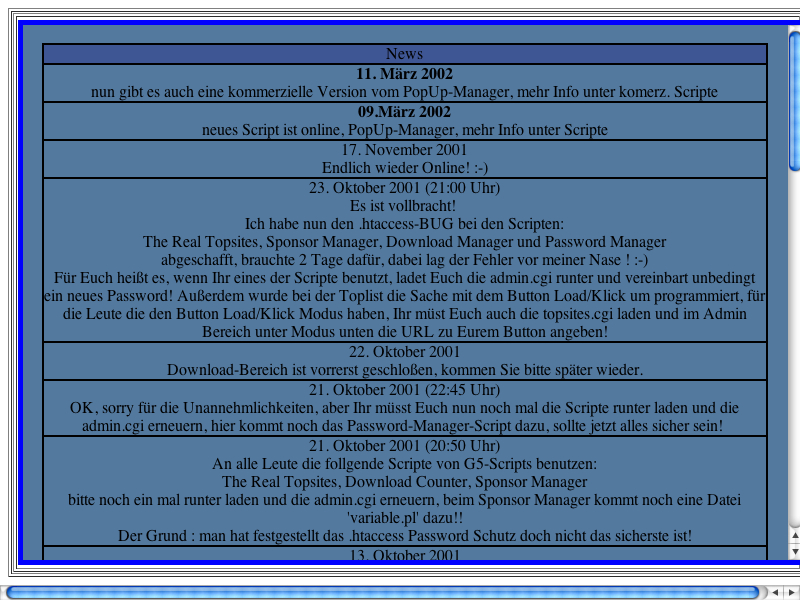 News
11. März 2002
nun gibt es auch eine kommerzielle Version vom PopUp-Manager, mehr Info unter komerz. Scripte
09.März 2002
neues Script ist online, PopUp-Manager, mehr Info unter Scripte
17. November 2001
Endlich wieder Online! :-)
23. Oktober 2001 (21:00 Uhr)
Es ist vollbracht!
Ich habe nun den .htaccess-BUG bei den Scripten:
The Real Topsites, Sponsor Manager, Download Manager und Password Manager
abgeschafft, brauchte 2 Tage dafür, dabei lag der Fehler vor meiner Nase ! :-)
Für Euch heißt es, wenn Ihr eines der Scripte benutzt, ladet Euch die admin.cgi runter und vereinbart unbedingt
ein neues Password! Außerdem wurde bei der Toplist die Sache mit dem Button Load/Klick um programmiert, für
die Leute die den Button Load/Klick Modus haben, Ihr müst Euch auch die topsites.cgi laden und im Admin
Bereich unter Modus unten die URL zu Eurem Button angeben!
22. Oktober 2001
Download-Bereich ist vorrerst geschloßen, kommen Sie bitte später wieder.
21. Oktober 2001 (22:45 Uhr)
OK, sorry für die Unannehmlichkeiten, aber Ihr müsst Euch nun noch mal die Scripte runter laden und die
admin.cgi erneuern, hier kommt noch das Password-Manager-Script dazu, sollte jetzt alles sicher sein!
21. Oktober 2001 (20:50 Uhr)
An alle Leute die follgende Scripte von G5-Scripts benutzen:
The Real Topsites, Download Counter, Sponsor Manager
bitte noch ein mal runter laden und die admin.cgi erneuern, beim Sponsor Manager kommt noch eine Datei
'variable.pl' dazu!!
Der Grund : man hat festgestellt das .htaccess Password Schutz doch nicht das sicherste ist!
13. Oktober 2001